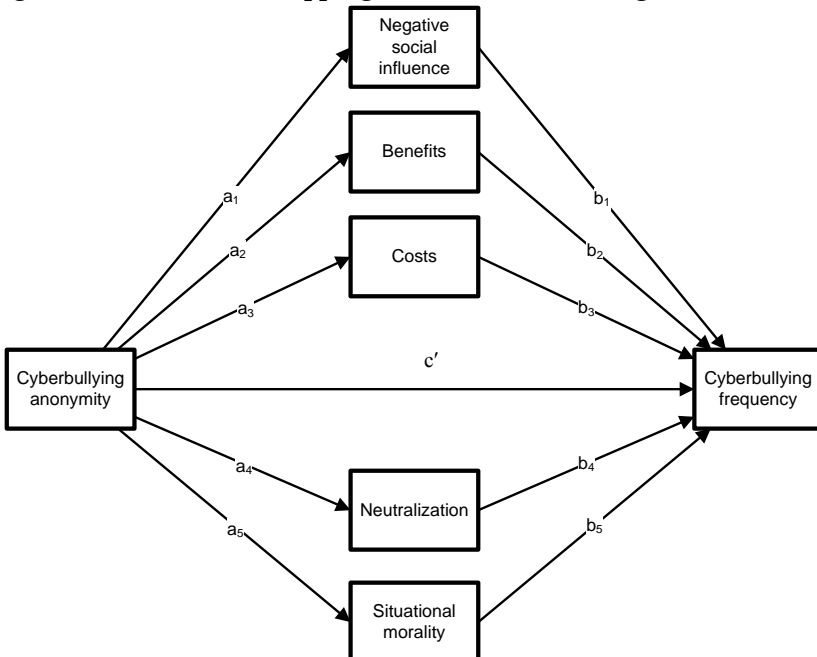 Negative
social
influence
Benefits
a₁
b₁
a₂
b₂
Costs
a₃
b₃
c′
Cyberbullying
anonymity
Cyberbullying
frequency
a₄
b₄
Neutralization
a₅
b₅
Situational
morality